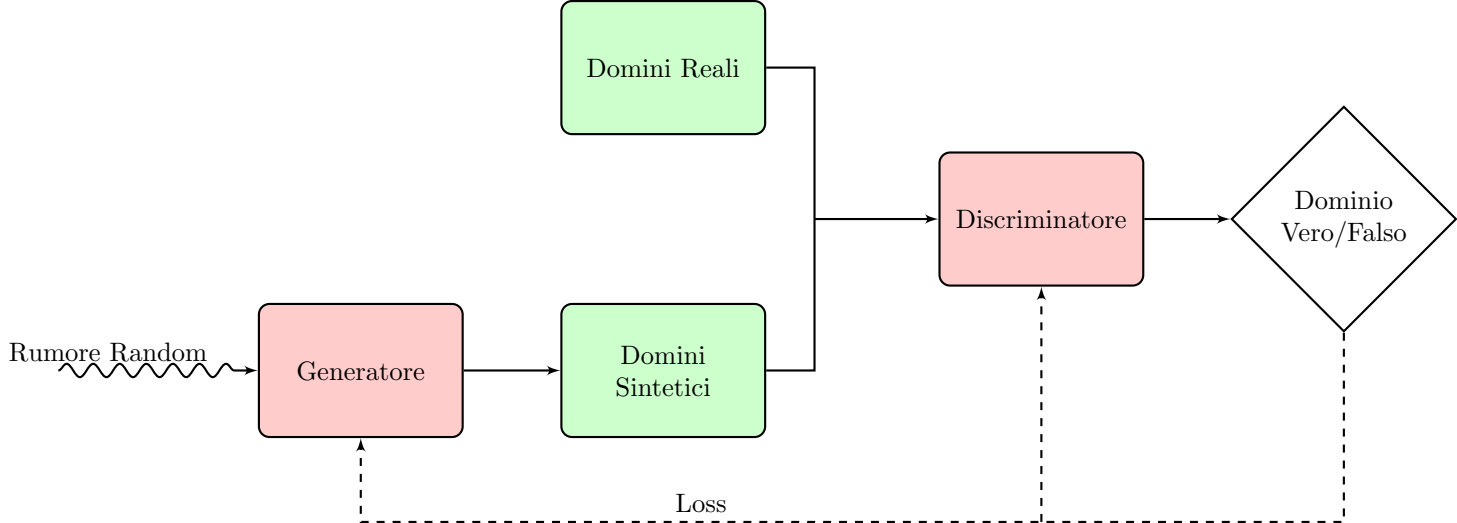 Domini Reali
Discriminatore
Dominio
Vero/Falso
Rumore Random
Generatore
Domini
Sintetici
Loss